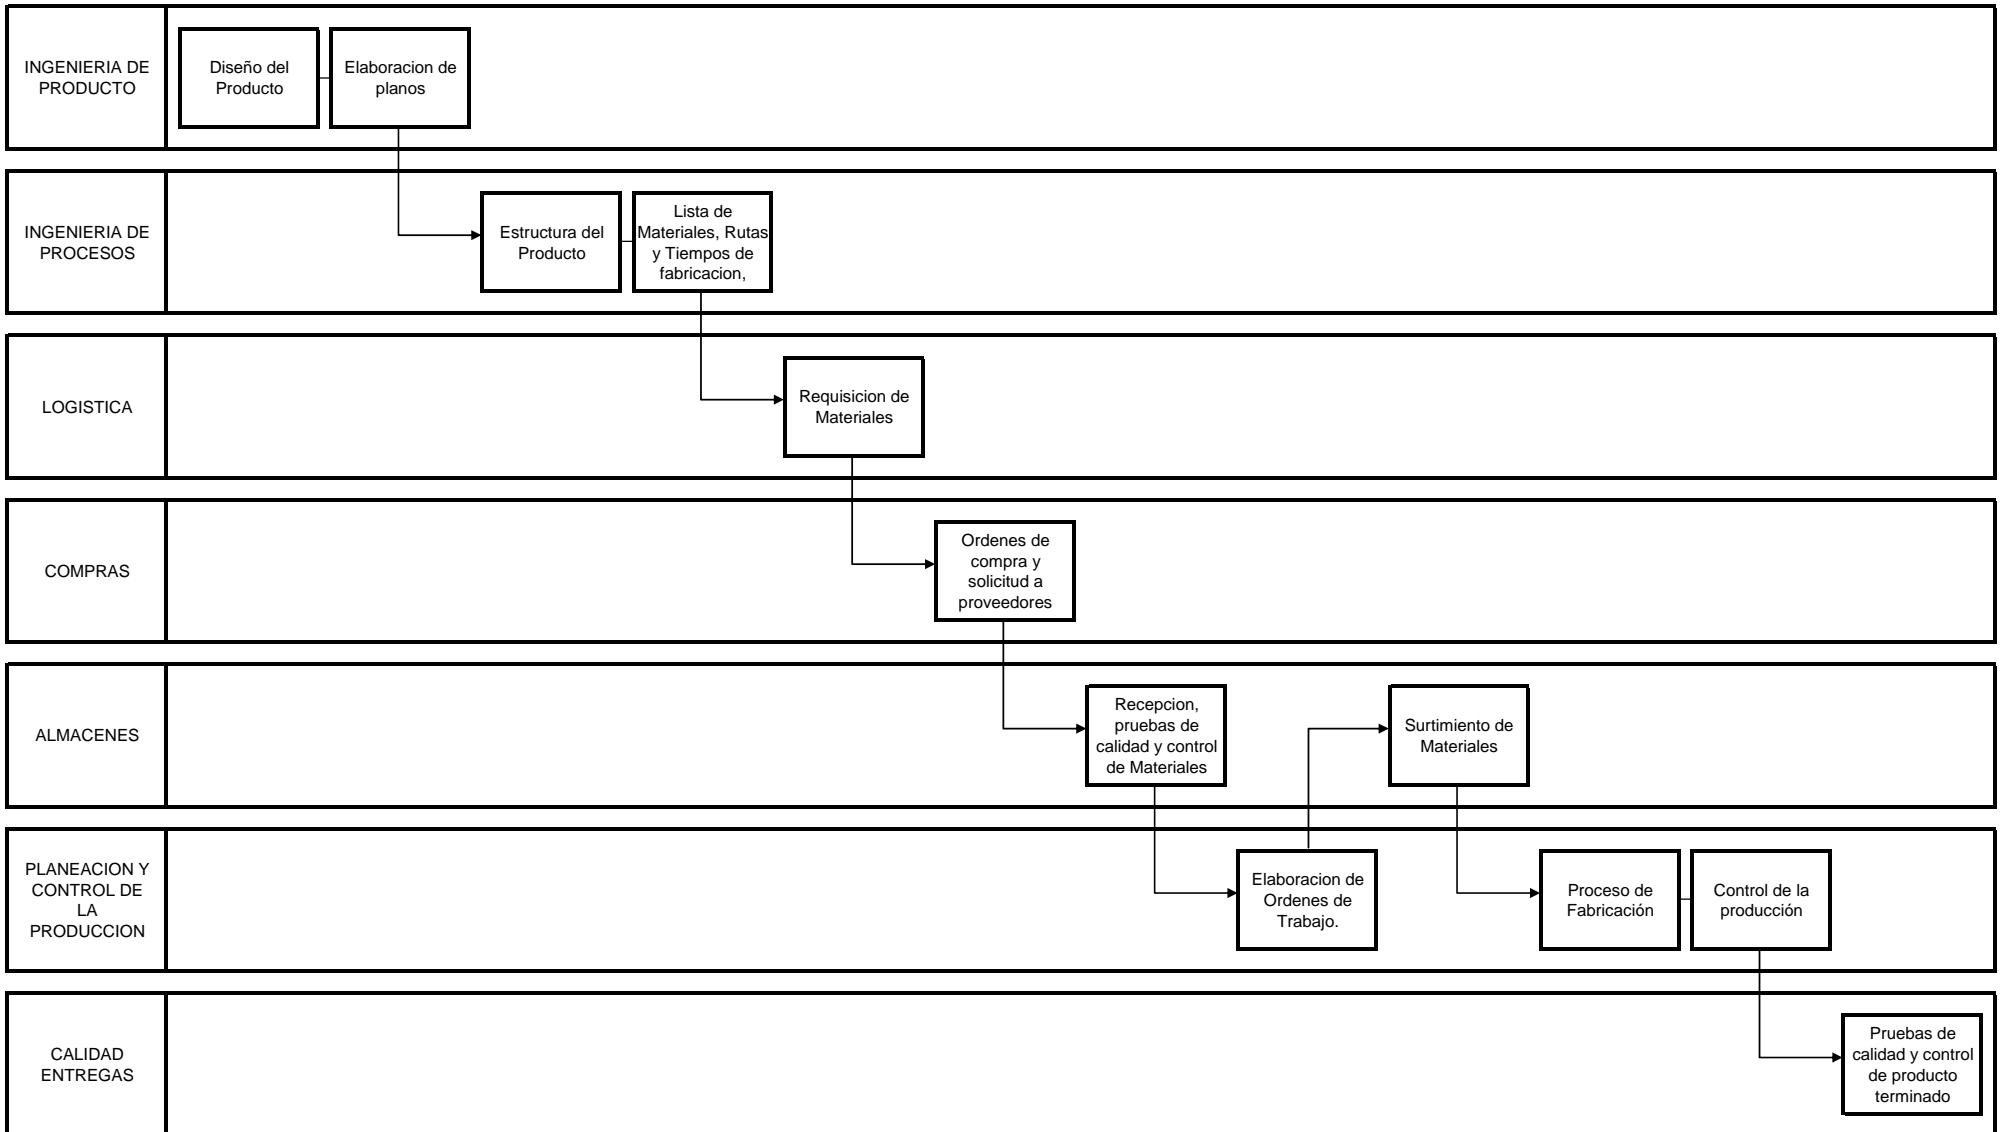 INGENIERIA DE
PRODUCTO
Diseño del
Producto
Elaboracion de
planos
INGENIERIA DE
PROCESOS
Estructura del
Producto
Lista de
Materiales, Rutas
y Tiempos de
fabricacion,
LOGISTICA
Requisicion de
Materiales
COMPRAS
Ordenes de
compra y
solicitud a
proveedores
ALMACENES
Recepcion,
pruebas de
calidad y control
de Materiales
Surtimiento de
Materiales
PLANEACION Y
CONTROL DE
LA
PRODUCCION
Elaboracion de
Ordenes de
Trabajo.
Proceso de
Fabricación
Control de la
producción
CALIDAD
ENTREGAS
Pruebas de
calidad y control
de producto
terminado